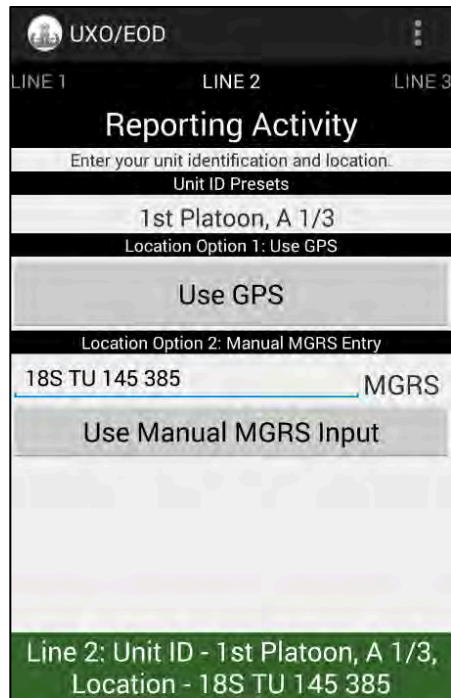 UXO/EOD
LINE 1 LINE 2 LINE 3
Reporting Activity
Enter your unit identification and location.
Unit ID Presets
1st Platoon, A 1/3
Location Option 1: Use GPS
Use GPS
Location Option 2: Manual MGRS Entry
18S TU 145 385 MGRS
Use Manual MGRS Input
Line 2: Unit ID - 1st Platoon, A 1/3,
Location - 18S TU 145 385